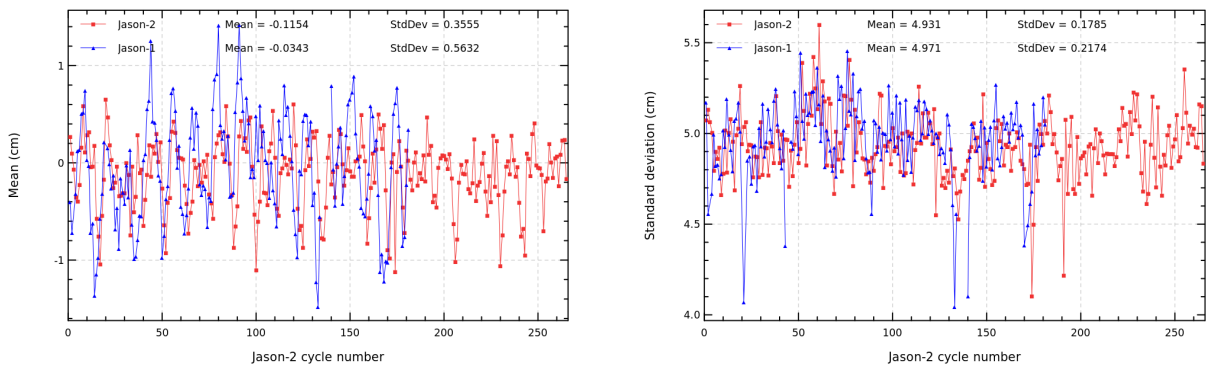 Jason-2 Mean = -0.1154 StdDev = 0.3555
Jason-1 Mean = -0.0343 StdDev = 0.5632
1
0
-1
Mean (cm)
0 50 100 150 200 250
Jason-2 cycle number
Jason-2 Mean = 4.931 StdDev = 0.1785
Jason-1 Mean = 4.971 StdDev = 0.2174
5.5
5.0
4.5
4.0
Standard deviation (cm)
0 50 100 150 200 250
Jason-2 cycle number